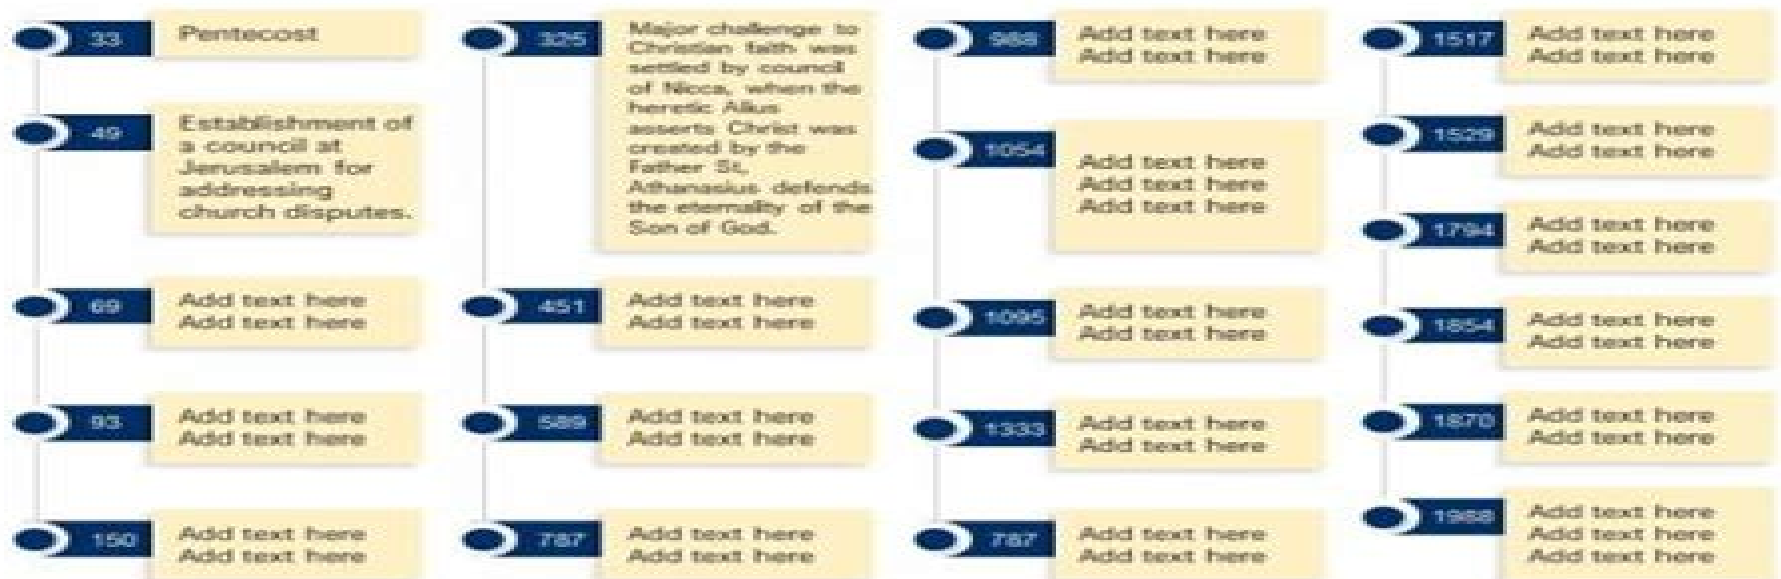 33
Pentecost
49
Establishment of
a council at
Jerusalem for
addressing
church disputes.
69
Add text here
Add text here
93
Add text here
Add text here
150
Add text here
Add text here
325
Major challenge to
Christian faith was
settled by council
of Nicca, when the
heretic Alius
asserts Christ was
created by the
Father St.
Athanasius defends
the eternality of the
Son of God.
451
Add text here
Add text here
589
Add text here
Add text here
787
Add text here
Add text here
988
Add text here
Add text here
1054
Add text here
Add text here
Add text here
1095
Add text here
Add text here
1333
Add text here
Add text here
787
Add text here
Add text here
1517
Add text here
Add text here
1529
Add text here
Add text here
1794
Add text here
Add text here
1854
Add text here
Add text here
1870
Add text here
Add text here
1988
Add text here
Add text here
Add text here